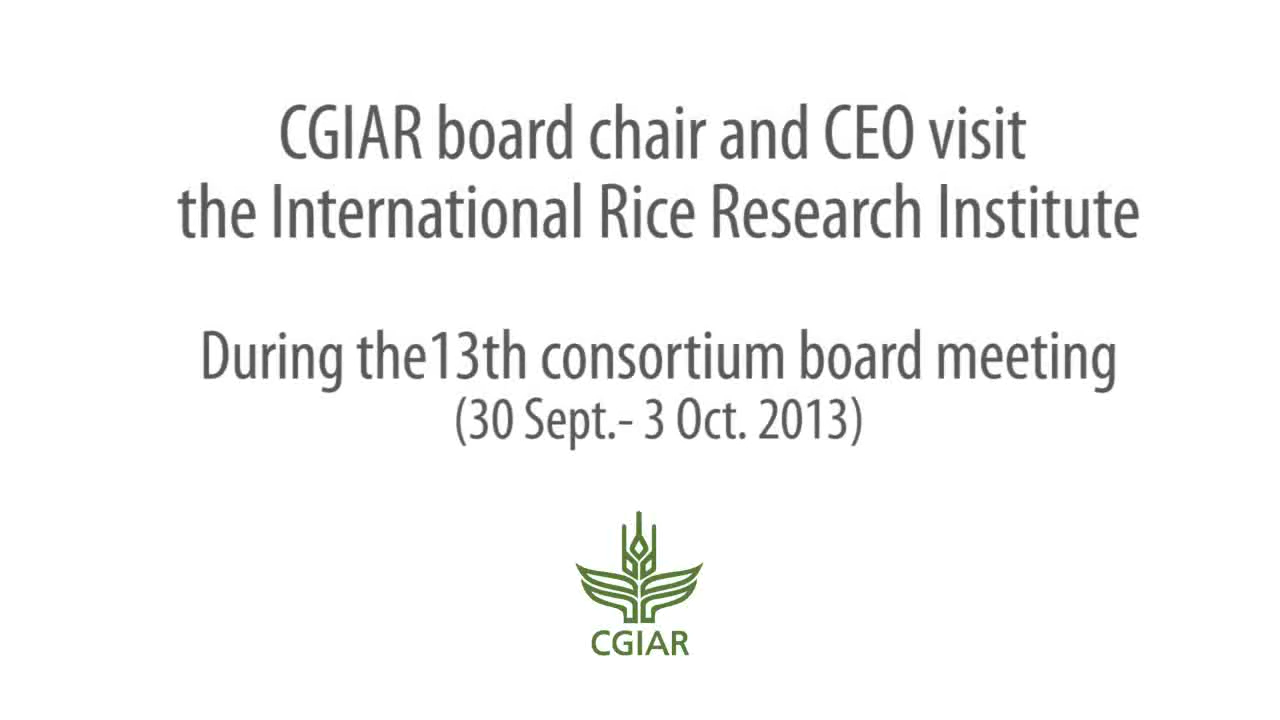 CGIAR board chair and CEO visit
the International Rice Research Institute
During the13th consortium board meeting
(30 Sept.- 3 Oct. 2013)
CGIAR